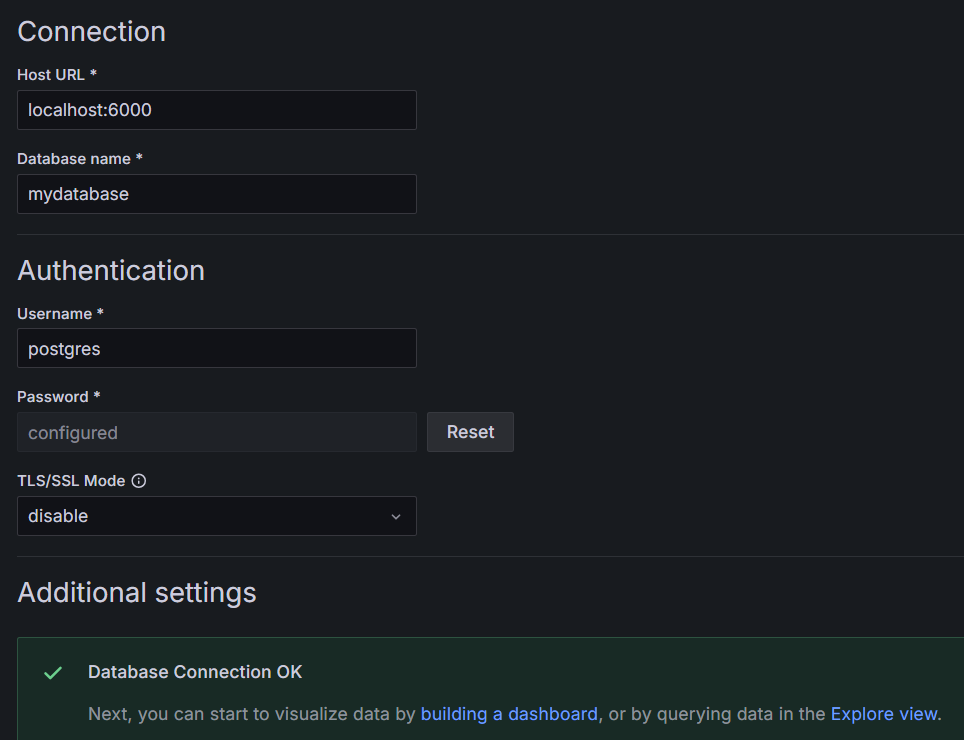 Connection
Host URL *
localhost:6000
Database name *
mydatabase
Authentication
Username *
postgres
Password *
configured
Reset
TLS/SSL Mode
disable
Additional settings
Database Connection OK
Next, you can start to visualize data by building a dashboard, or by querying data in the Explore view.